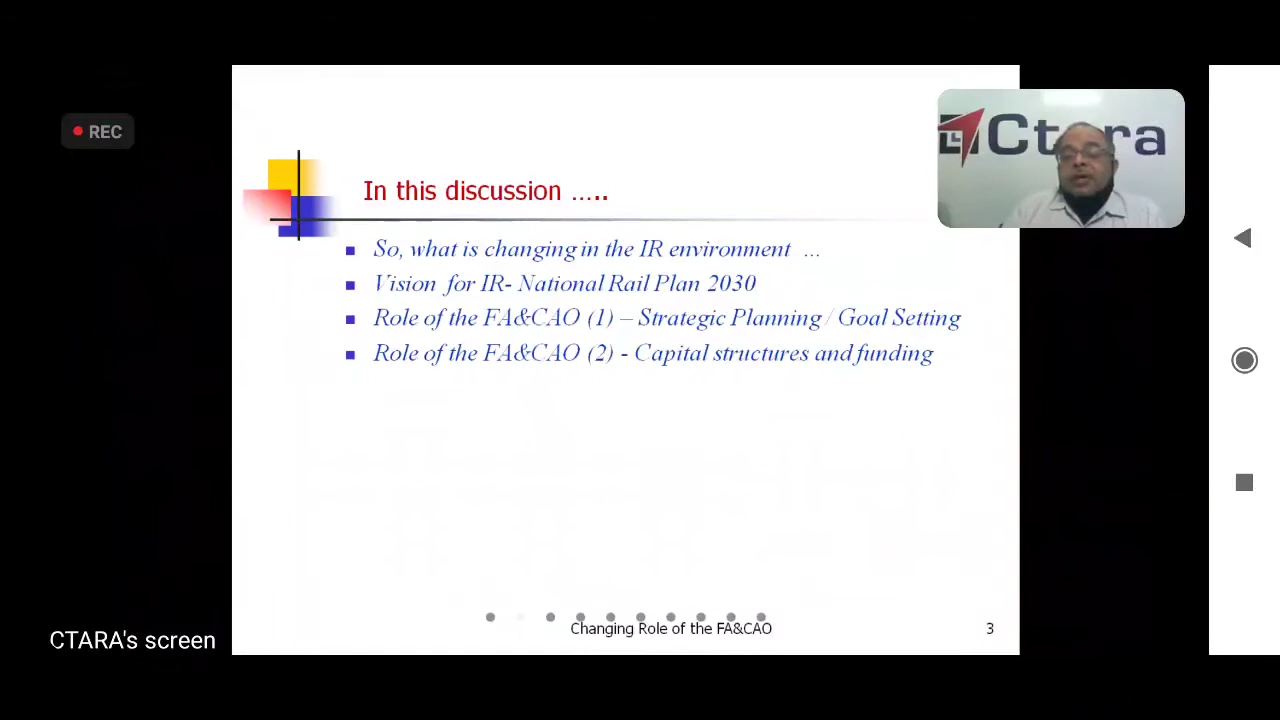 REC
Ctara
In this discussion …..
So, what is changing in the IR environment ...
Vision for IR- National Rail Plan 2030
Role of the FA&CAO (1) – Strategic Planning / Goal Setting
Role of the FA&CAO (2) - Capital structures and funding
Changing Role of the FA&CAO
3
CTARA's screen